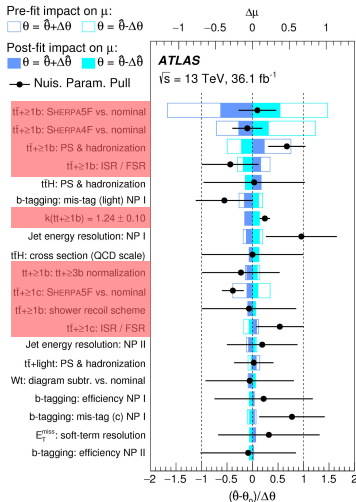 Pre-fit impact on μ:
θ = θ̂+Δθ θ = θ̂-Δθ
Post-fit impact on μ:
θ = θ̂+Δθ̂ θ = θ̂-Δθ̂
Nuis. Param. Pull
Δμ
−1 −0.5 0 0.5 1
ATLAS
√s = 13 TeV, 36.1 fb⁻¹
tt̄+≥1b: SHERPA5F vs. nominal
tt̄+≥1b: SHERPA4F vs. nominal
tt̄+≥1b: PS & hadronization
tt̄+≥1b: ISR / FSR
tt̄H: PS & hadronization
b-tagging: mis-tag (light) NP I
k(tt̄+≥1b) = 1.24 ± 0.10
Jet energy resolution: NP I
tt̄H: cross section (QCD scale)
tt̄+≥1b: tt̄+≥3b normalization
tt̄+≥1c: SHERPA5F vs. nominal
tt̄+≥1b: shower recoil scheme
tt̄+≥1c: ISR / FSR
Jet energy resolution: NP II
tt̄+light: PS & hadronization
Wt: diagram subtr. vs. nominal
b-tagging: efficiency NP I
b-tagging: mis-tag (c) NP I
E_T^miss: soft-term resolution
b-tagging: efficiency NP II
−2 −1.5 −1 −0.5 0 0.5 1 1.5 2
(θ̂-θ₀)/Δθ